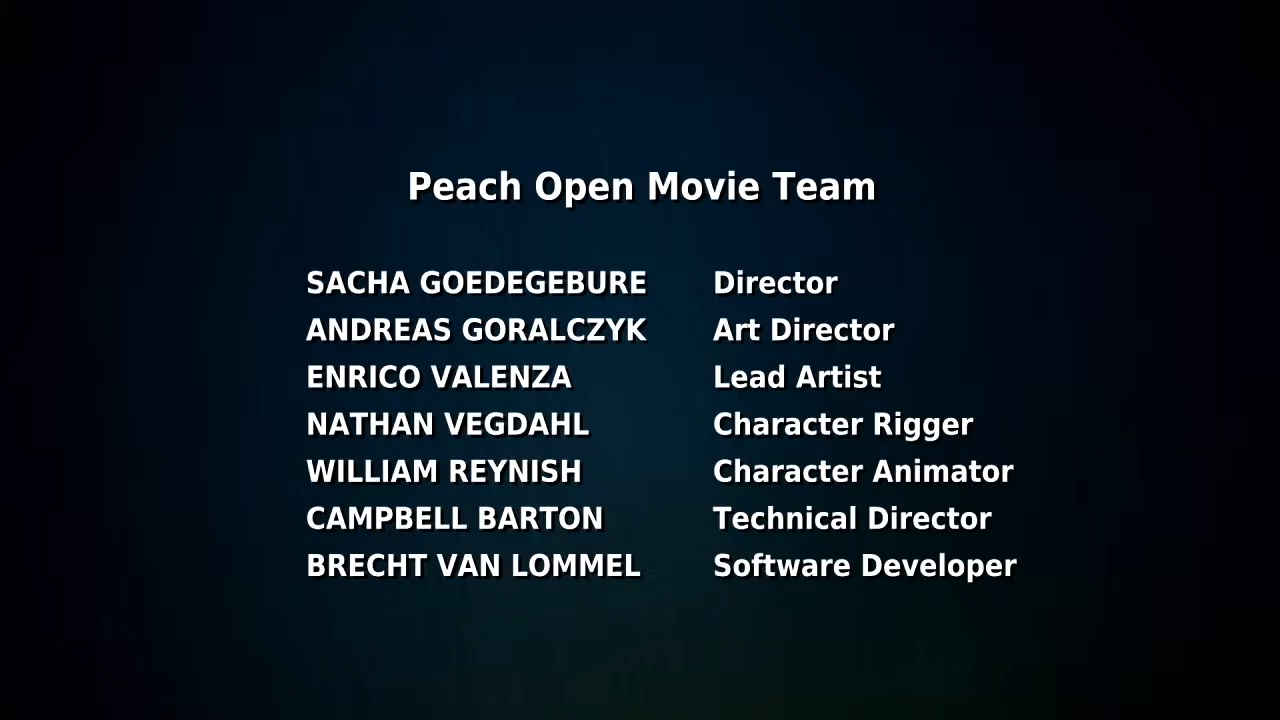 Peach Open Movie Team
SACHA GOEDEGEBURE Director
ANDREAS GORALCZYK Art Director
ENRICO VALENZA Lead Artist
NATHAN VEGDAHL Character Rigger
WILLIAM REYNISH Character Animator
CAMPBELL BARTON Technical Director
BRECHT VAN LOMMEL Software Developer